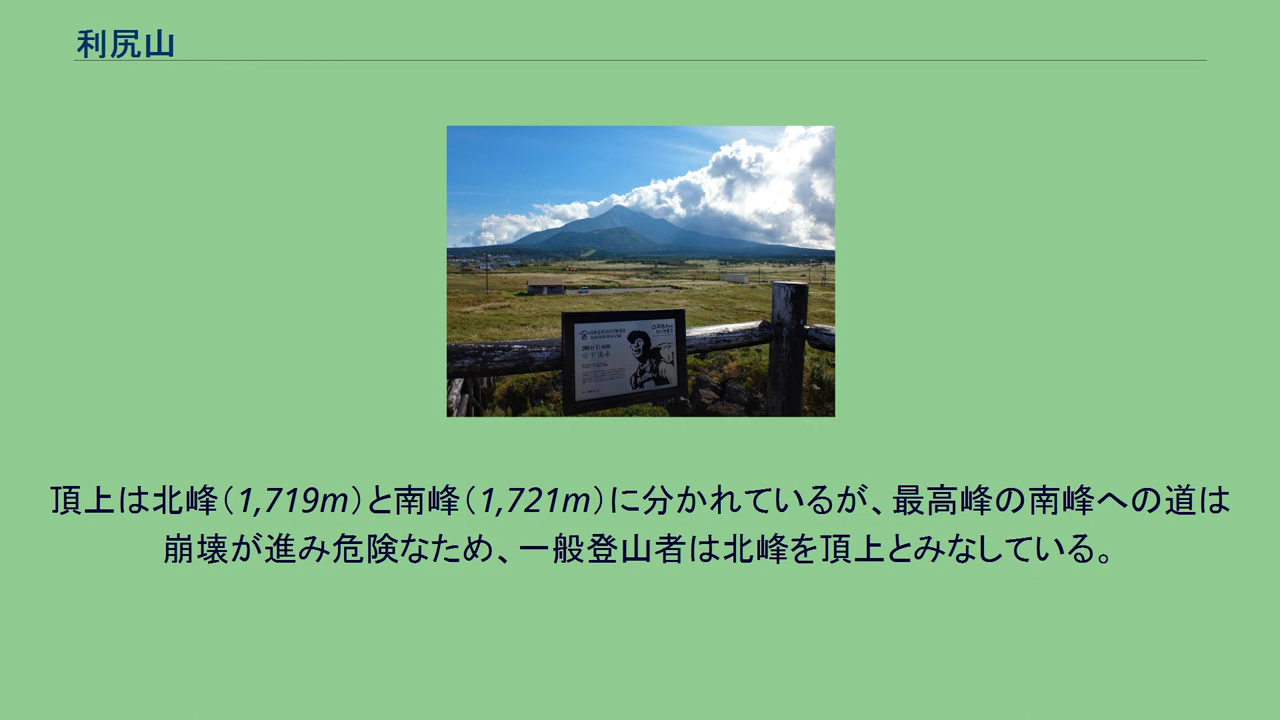 利尻山
頂上は北峰（1,719m）と南峰（1,721m）に分かれているが、最高峰の南峰への道は
崩壊が進み危険なため、一般登山者は北峰を頂上とみなしている。